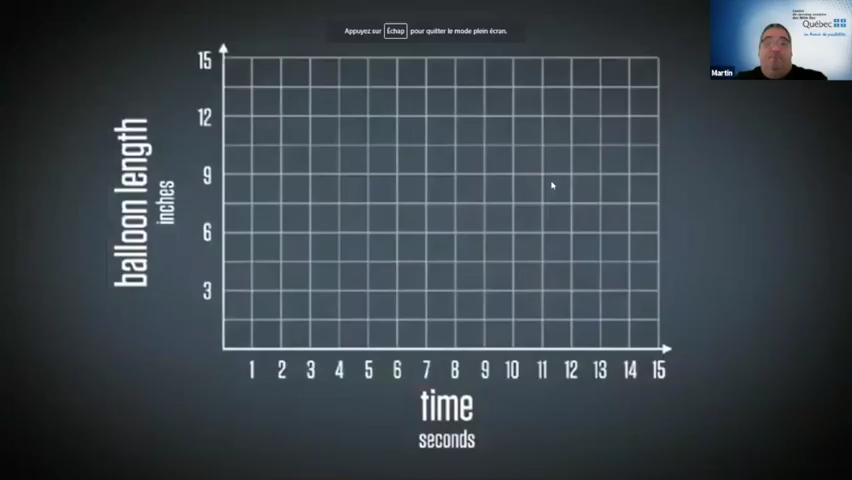 Appuyez sur Échap pour quitter le mode plein écran.
Québec
Martin
15
12
9
6
3
balloon length
inches
1 2 3 4 5 6 7 8 9 10 11 12 13 14 15
time
seconds